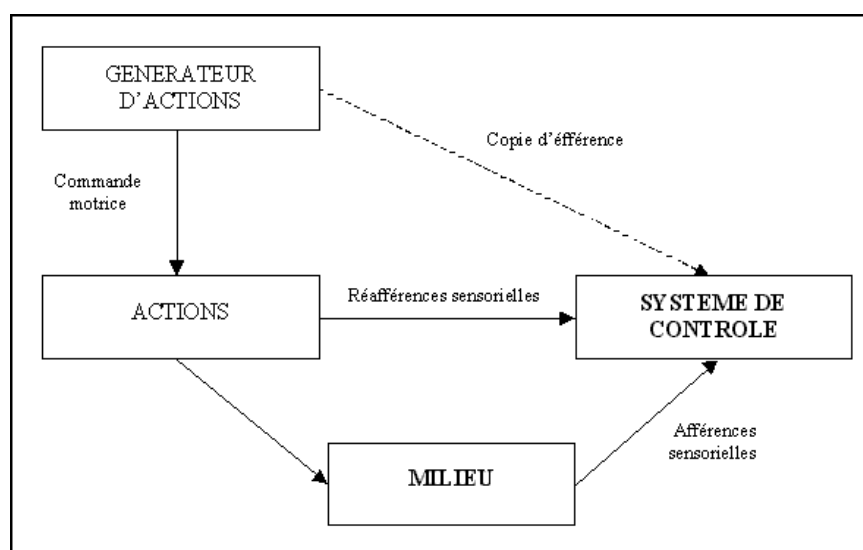 GENERATEUR
D'ACTIONS
Copie d'éfférence
Commande
motrice
Réafférences sensorielles
ACTIONS
SYSTEME DE
CONTROLE
Afférences
sensorielles
MILIEU